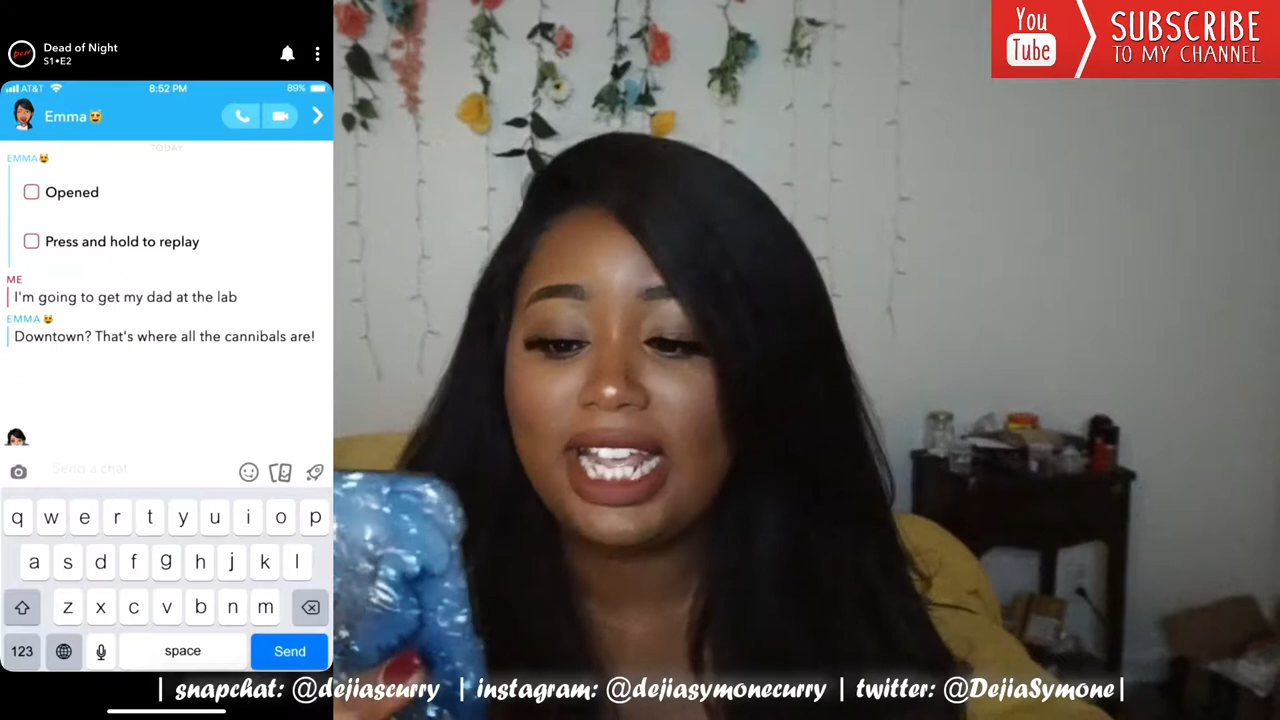 Dead of Night
S1•E2
AT&T 8:52 PM 89%
Emma
TODAY
EMMA
Opened
Press and hold to replay
ME
I'm going to get my dad at the lab
EMMA
Downtown? That's where all the cannibals are!
Send a chat
q w e r t y u i o p
a s d f g h j k l
z x c v b n m
123 space Send
You Tube
SUBSCRIBE
TO MY CHANNEL
| snapchat: @dejiascurry | instagram: @dejiasymonecurry | twitter: @DejiaSymone|